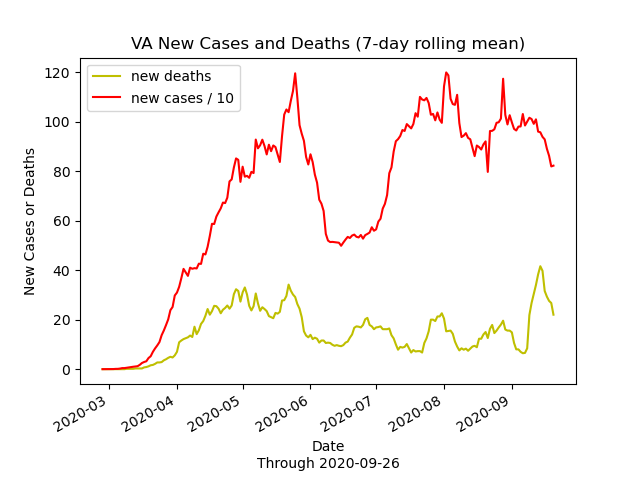 VA New Cases and Deaths (7-day rolling mean)
new deaths
new cases / 10
120
100
80
60
40
20
0
New Cases or Deaths
2020-03
2020-04
2020-05
2020-06
2020-07
2020-08
2020-09
Date
Through 2020-09-26